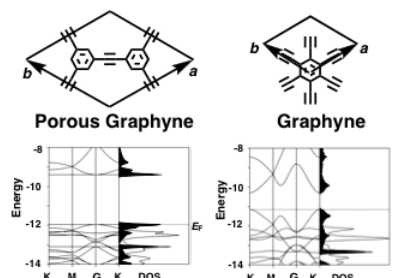 b
a
Porous Graphyne
b
a
Graphyne
-8
-10
-12
-14
Energy
EF
K M G K DOS
-8
-10
-12
-14
Energy
K M G K DOS